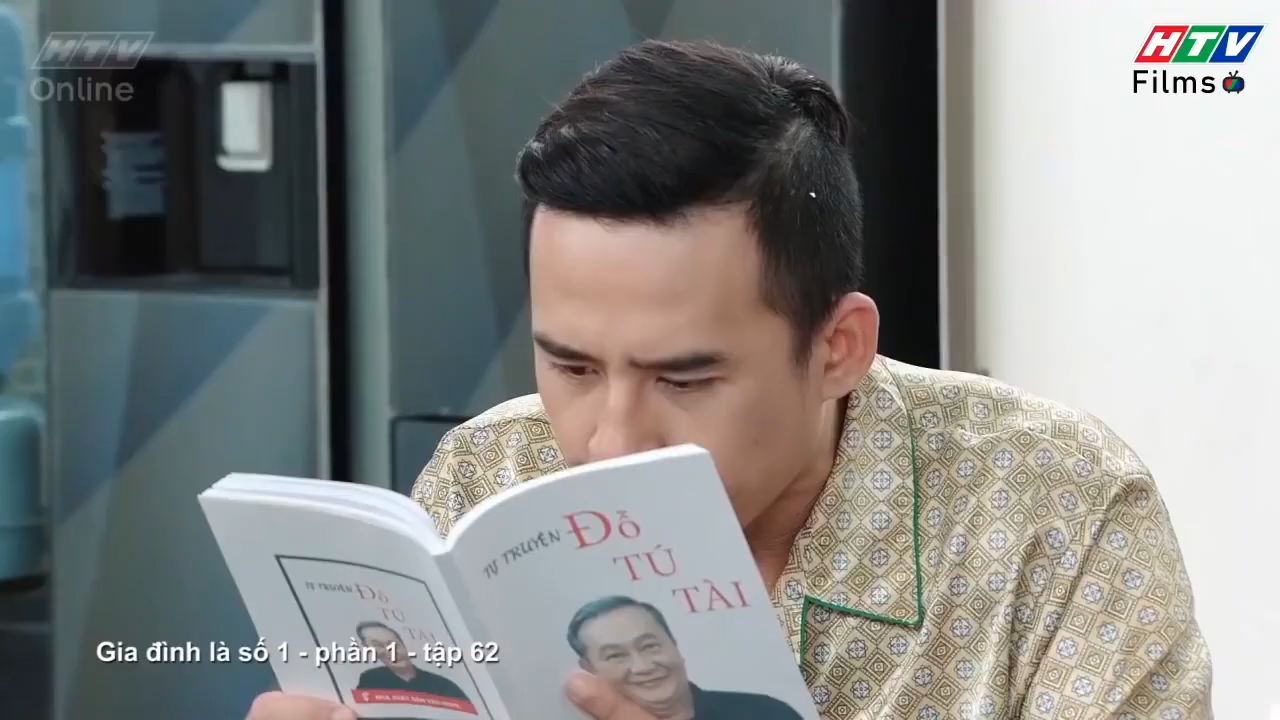 HTV
Online
HTV
Films
TỰ TRUYỆN ĐỖ
TÚ
TÀI
TỰ TRUYỆN ĐỖ
TÚ
TÀI
Gia đình là số 1 - phần 1 - tập 62